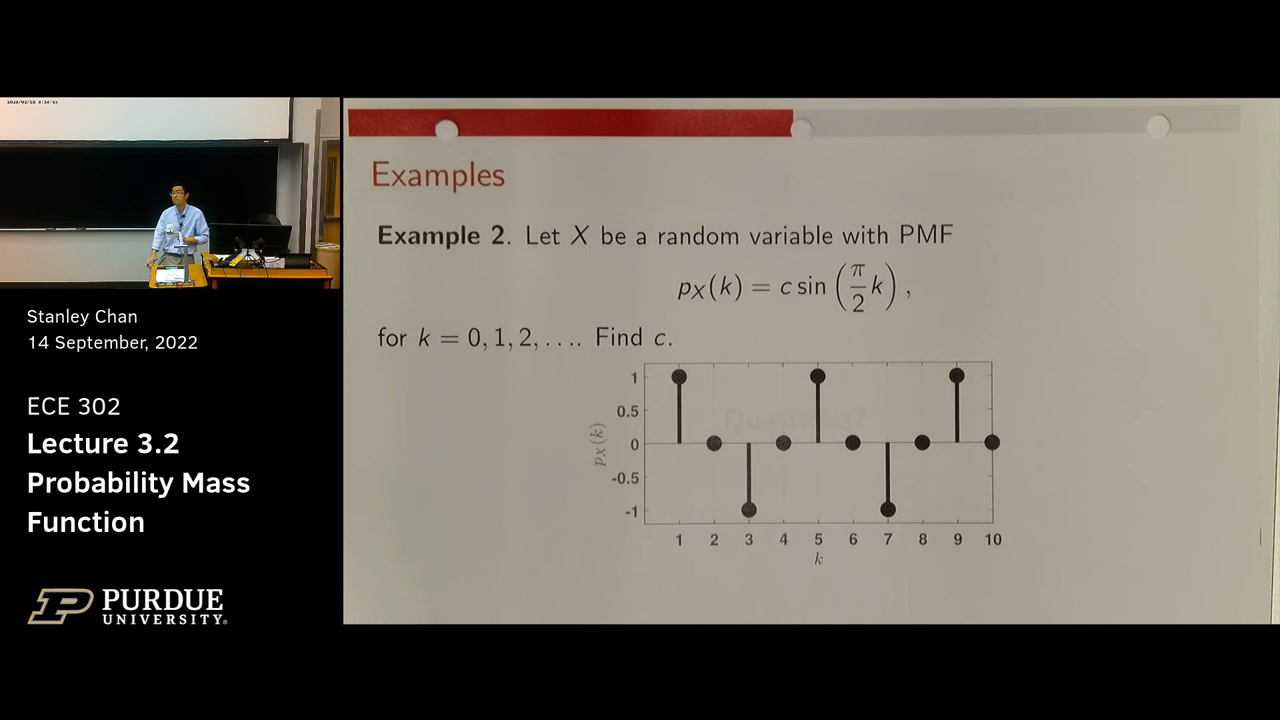 Stanley Chan
14 September, 2022
ECE 302
Lecture 3.2
Probability Mass
Function
PURDUE
UNIVERSITY®
Examples
Example 2. Let X be a random variable with PMF
pX(k) = c sin (π/2 k),
for k = 0, 1, 2, .... Find c.
1
0.5
0
-0.5
-1
pX(k)
1 2 3 4 5 6 7 8 9 10
k